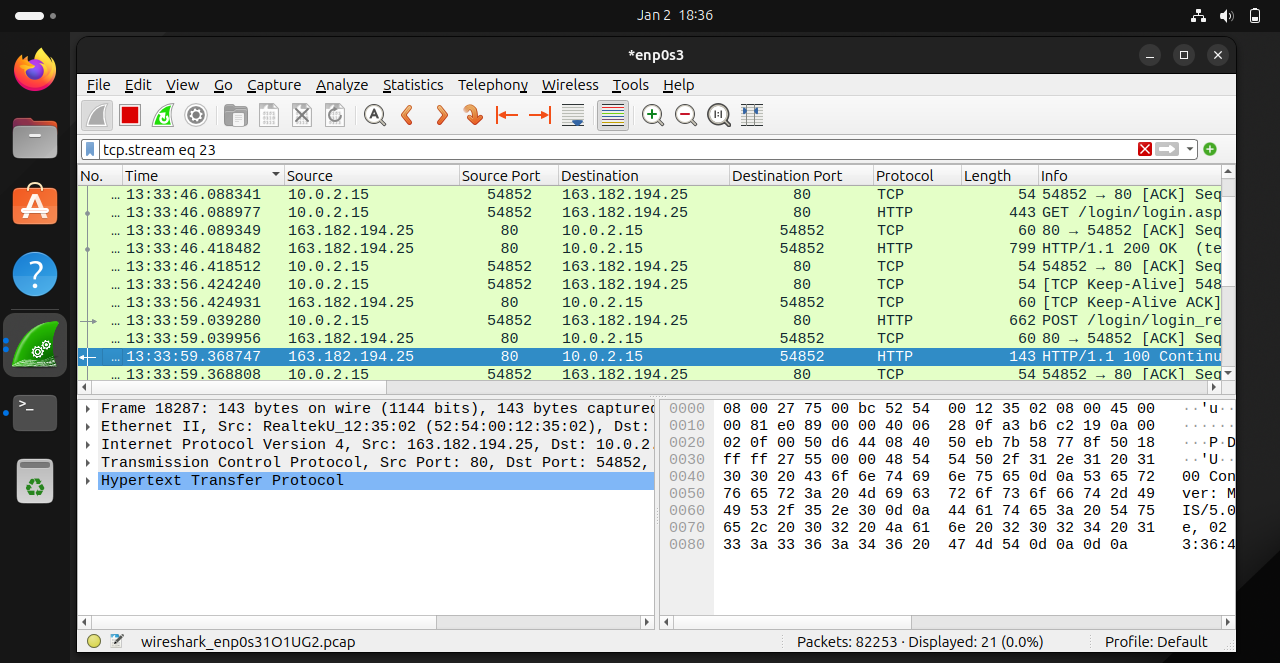 Jan 2 18:36
*enp0s3
File Edit View Go Capture Analyze Statistics Telephony Wireless Tools Help
tcp.stream eq 23
No. Time Source Source Port Destination Destination Port Protocol Length Info
… 13:33:46.088341 10.0.2.15 54852 163.182.194.25 80 TCP 54 54852 → 80 [ACK] Seq
… 13:33:46.088977 10.0.2.15 54852 163.182.194.25 80 HTTP 443 GET /login/login.asp
… 13:33:46.089349 163.182.194.25 80 10.0.2.15 54852 TCP 60 80 → 54852 [ACK] Seq
… 13:33:46.418482 163.182.194.25 80 10.0.2.15 54852 HTTP 799 HTTP/1.1 200 OK (te
… 13:33:46.418512 10.0.2.15 54852 163.182.194.25 80 TCP 54 54852 → 80 [ACK] Seq
… 13:33:56.424240 10.0.2.15 54852 163.182.194.25 80 TCP 54 [TCP Keep-Alive] 548
… 13:33:56.424931 163.182.194.25 80 10.0.2.15 54852 TCP 60 [TCP Keep-Alive ACK]
… 13:33:59.039280 10.0.2.15 54852 163.182.194.25 80 HTTP 662 POST /login/login_re
… 13:33:59.039956 163.182.194.25 80 10.0.2.15 54852 TCP 60 80 → 54852 [ACK] Seq
… 13:33:59.368747 163.182.194.25 80 10.0.2.15 54852 HTTP 143 HTTP/1.1 100 Continu
… 13:33:59.368808 10.0.2.15 54852 163.182.194.25 80 TCP 54 54852 → 80 [ACK] Seq
Frame 18287: 143 bytes on wire (1144 bits), 143 bytes captured
Ethernet II, Src: RealtekU_12:35:02 (52:54:00:12:35:02), Dst:
Internet Protocol Version 4, Src: 163.182.194.25, Dst: 10.0.2.
Transmission Control Protocol, Src Port: 80, Dst Port: 54852,
Hypertext Transfer Protocol
0000 08 00 27 75 00 bc 52 54 00 12 35 02 08 00 45 00 ··'u··
0010 00 81 e0 89 00 00 40 06 28 0f a3 b6 c2 19 0a 00 ······
0020 02 0f 00 50 d6 44 08 40 50 eb 7b 58 77 8f 50 18 ···P·D
0030 ff ff 27 55 00 00 48 54 54 50 2f 31 2e 31 20 31 ··'U··
0040 30 30 20 43 6f 6e 74 69 6e 75 65 0d 0a 53 65 72 00 Con
0050 76 65 72 3a 20 4d 69 63 72 6f 73 6f 66 74 2d 49 ver: M
0060 49 53 2f 35 2e 30 0d 0a 44 61 74 65 3a 20 54 75 IS/5.0
0070 65 2c 20 30 32 20 4a 61 6e 20 32 30 32 34 20 31 e, 02
0080 33 3a 33 36 3a 34 36 20 47 4d 54 0d 0a 0d 0a 3:36:4
wireshark_enp0s31O1UG2.pcap Packets: 82253 · Displayed: 21 (0.0%) Profile: Default